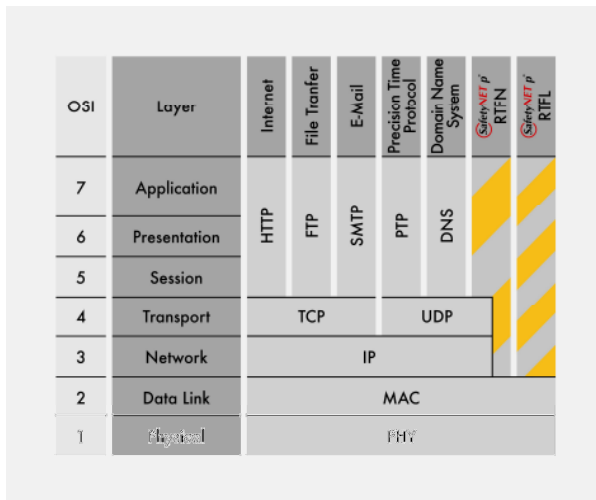 OSI
Layer
Internet
File Tranfer
E-Mail
Precision Time
Protocol
Domain Name
System
SafetyNET p
RTFN
SafetyNET p
RTFL
7
Application
6
Presentation
5
Session
HTTP
FTP
SMTP
PTP
DNS
4
Transport
TCP
UDP
3
Network
IP
2
Data Link
MAC
1
Physical
PHY